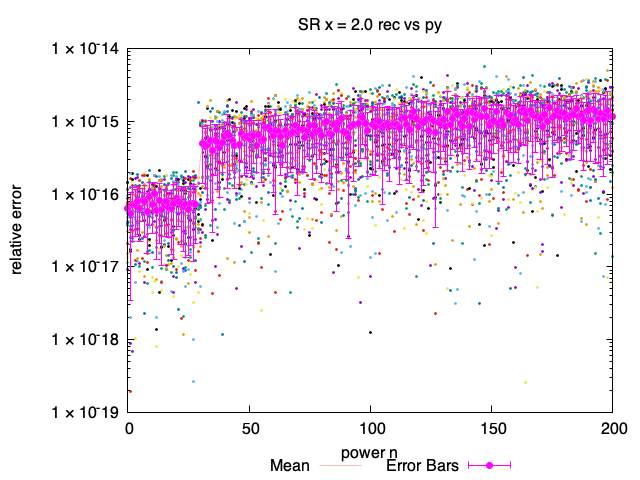 SR x = 2.0 rec vs py
1 × 10^-14
1 × 10^-15
1 × 10^-16
1 × 10^-17
1 × 10^-18
1 × 10^-19
relative error
0 50 100 150 200
power n
Mean Error Bars